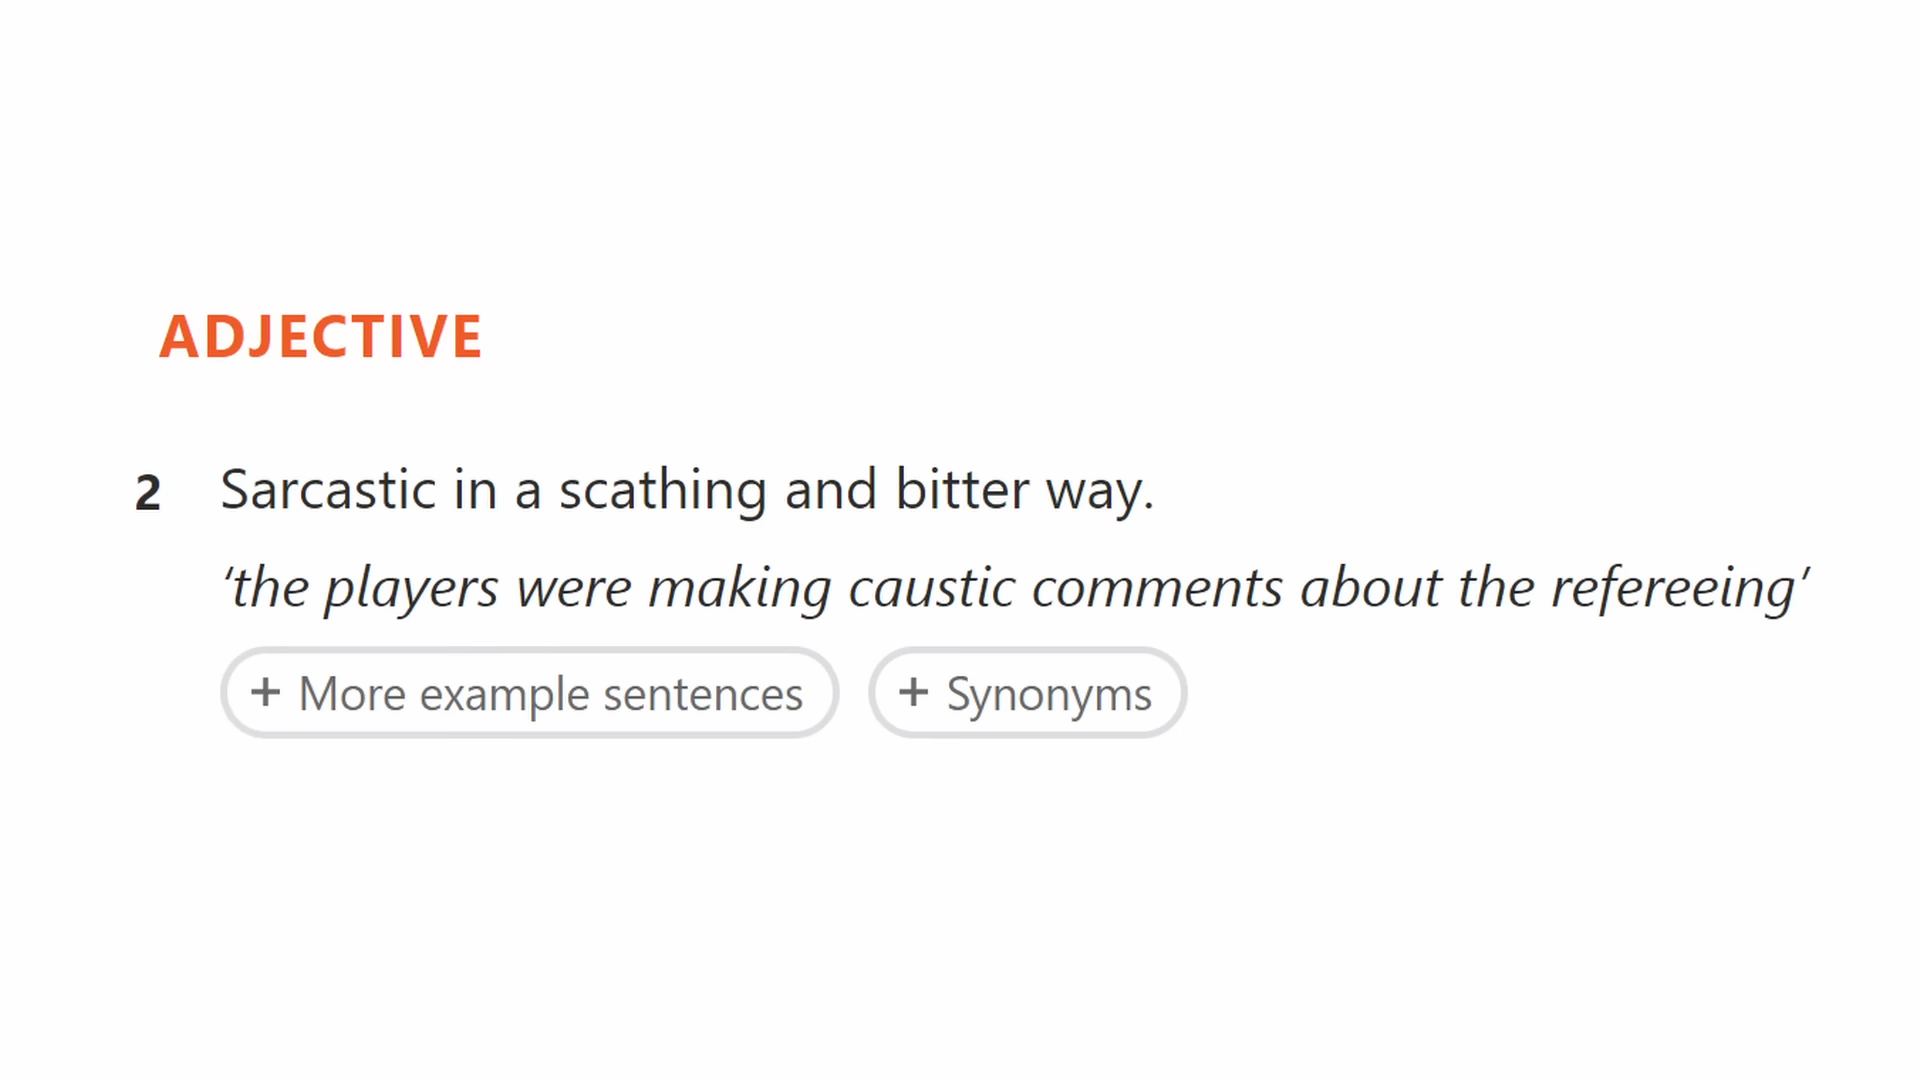 ADJECTIVE
2 Sarcastic in a scathing and bitter way.
‘the players were making caustic comments about the refereeing’
+ More example sentences + Synonyms